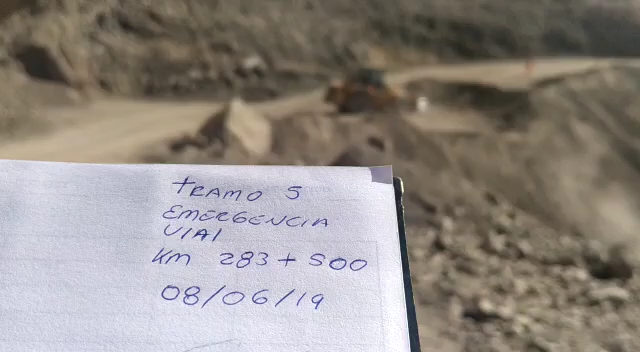 TRAMO 5
EMERGENCIA
VIAl
Km 283 + 500
08/06/19